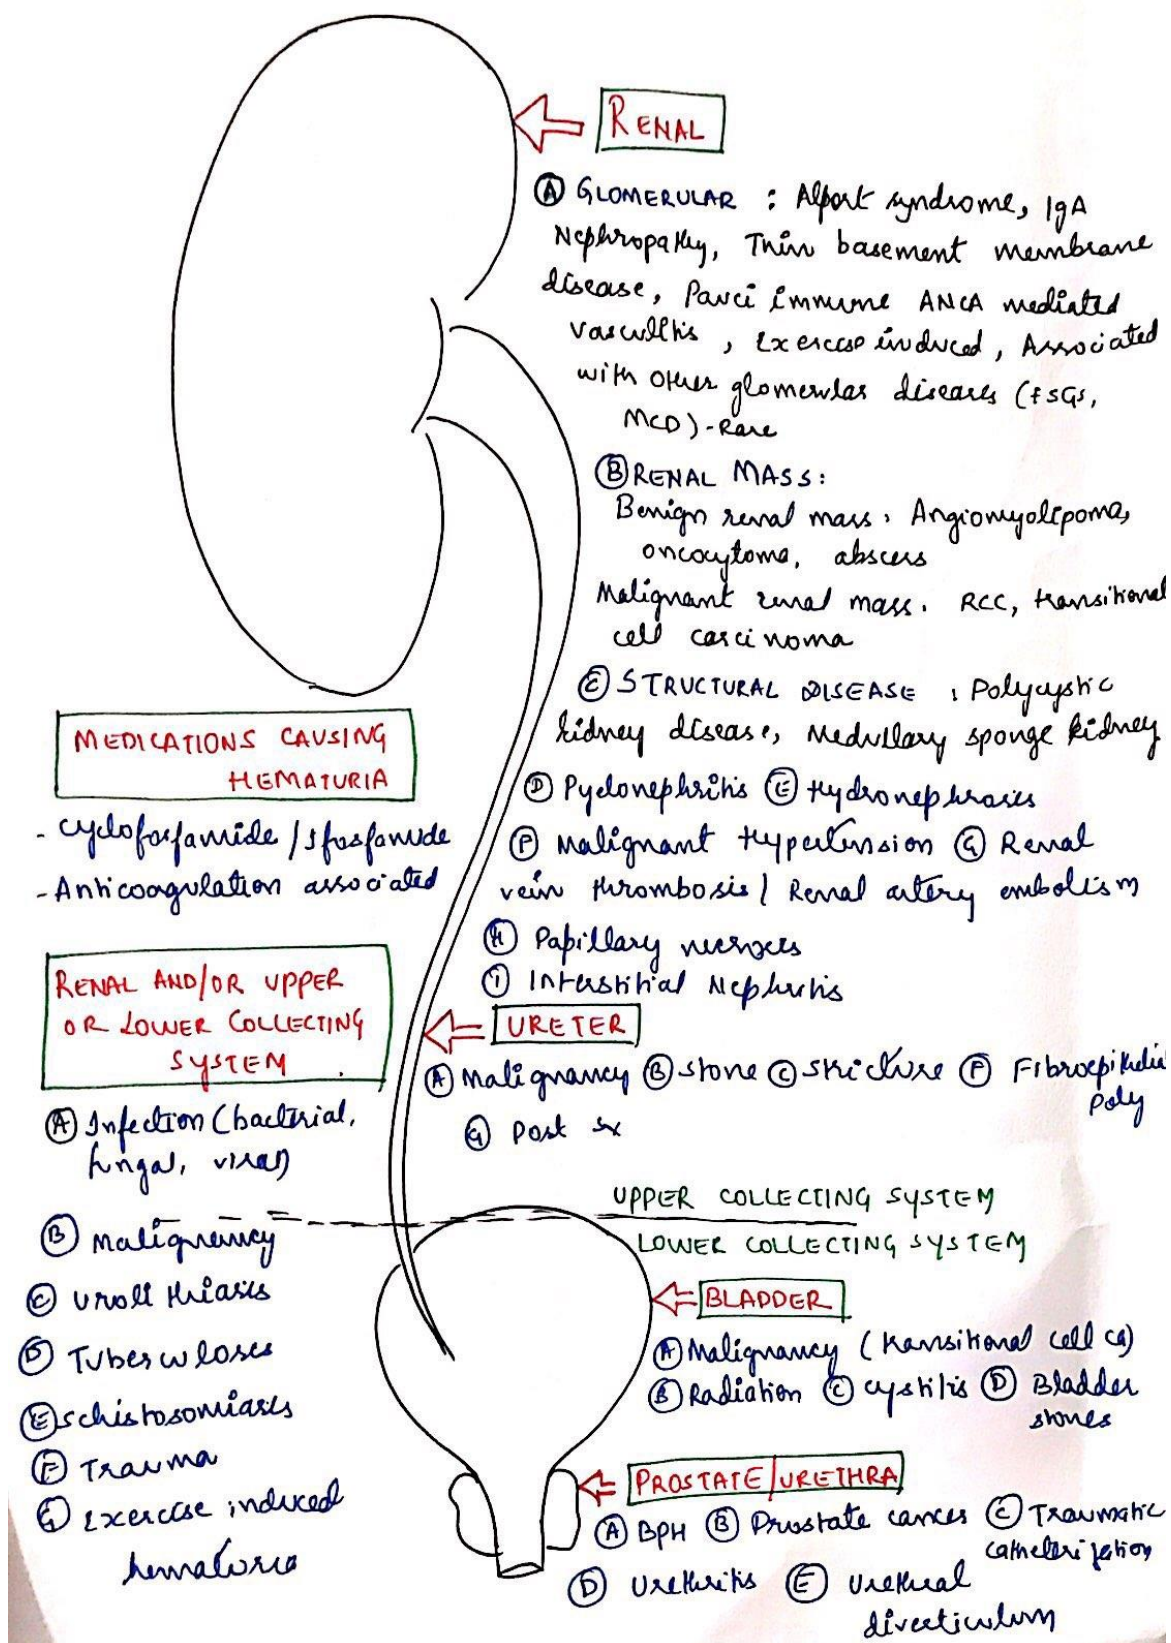 RENAL
Ⓐ GLOMERULAR : Alport syndrome, IgA
Nephropathy, Thin basement membrane
disease, Pauci immune ANCA mediated
vasculitis , Exercise induced, Associated
with other glomerular diseases (FSGS,
MCD) - Rare
Ⓑ RENAL MASS:
Benign renal mass, Angiomyolipoma,
oncocytoma, abscess
Malignant renal mass. RCC, transitional
cell carcinoma
Ⓒ STRUCTURAL DISEASE : Polycystic
kidney disease, Medullary sponge kidney
Ⓓ Pyelonephritis Ⓔ Hydronephrosis
Ⓕ Malignant Hypertension Ⓖ Renal
vein thrombosis / Renal artery embolism
Ⓗ Papillary necroses
Ⓘ Interstitial Nephritis
MEDICATIONS CAUSING
HEMATURIA
- Cyclofosfamide / Ifosfamide
- Anticoagulation associated
RENAL AND/OR UPPER
OR LOWER COLLECTING
SYSTEM
Ⓐ Infection (bacterial,
fungal, viral)
Ⓑ Malignancy
Ⓒ Urolithiasis
Ⓓ Tuberculoses
Ⓔ Schistosomiasis
Ⓕ Trauma
Ⓖ Exercise induced
hematuria
URETER
Ⓐ Malignancy Ⓑ Stone Ⓒ Stricture Ⓕ Fibroepithelia
Poly
Ⓖ Post sx
UPPER COLLECTING SYSTEM
LOWER COLLECTING SYSTEM
BLADDER
Ⓐ Malignancy (transitional cell ca)
Ⓑ Radiation Ⓒ cystitis Ⓓ Bladder
stones
PROSTATE/URETHRA
Ⓐ BPH Ⓑ Prostate cancer Ⓒ Traumatic
catheterization
Ⓓ Urethritis Ⓔ Urethral
diverticulum